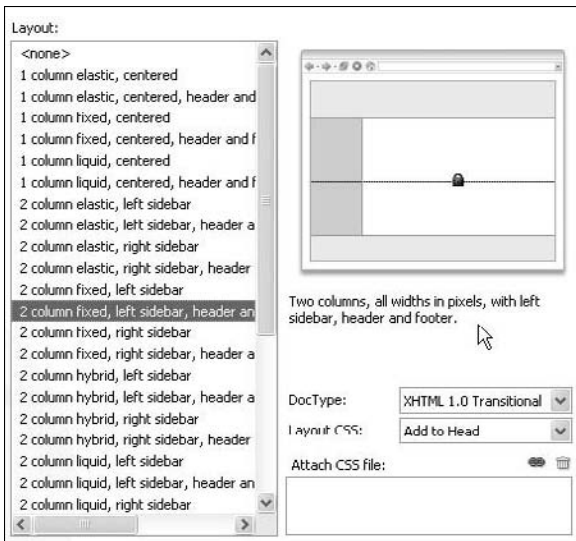 Layout:
<none>
1 column elastic, centered
1 column elastic, centered, header and
1 column fixed, centered
1 column fixed, centered, header and f
1 column liquid, centered
1 column liquid, centered, header and f
2 column elastic, left sidebar
2 column elastic, left sidebar, header a
2 column elastic, right sidebar
2 column elastic, right sidebar, header
2 column fixed, left sidebar
2 column fixed, left sidebar, header an
2 column fixed, right sidebar
2 column fixed, right sidebar, header a
2 column hybrid, left sidebar
2 column hybrid, left sidebar, header a
2 column hybrid, right sidebar
2 column hybrid, right sidebar, header
2 column liquid, left sidebar
2 column liquid, left sidebar, header an
2 column liquid, right sidebar
Two columns, all widths in pixels, with left
sidebar, header and footer.
DocType: XHTML 1.0 Transitional
Layout CSS: Add to Head
Attach CSS file: